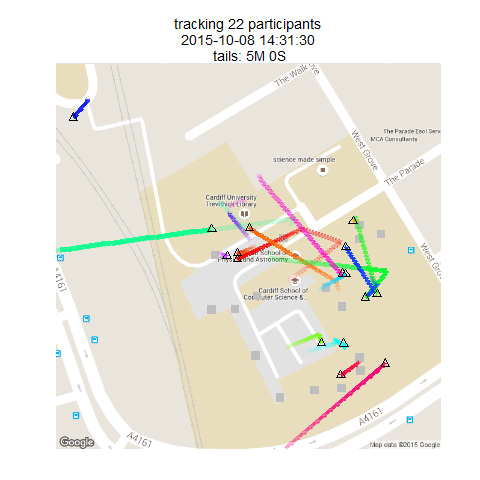 tracking 22 participants
2015-10-08 14:31:30
tails: 5M 0S
The Walk
West Grove
The Parade Esol Servi
MCA Consultants
science made simple
The Parade
Cardiff University
Trevithick Library
Cardiff School of
Physics and Astronomy
West Grove
Cardiff School of
Computer Science &...
A4161
A4161
A4161
Google
Map data ©2015 Google